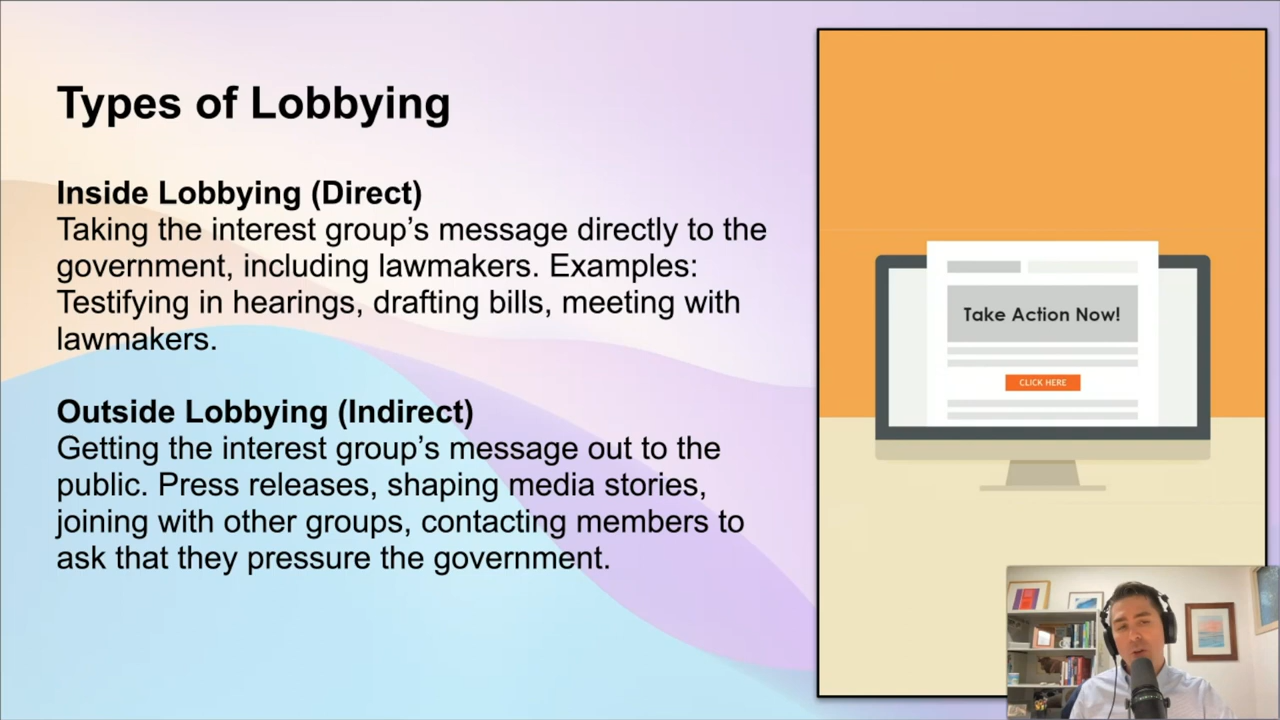 Types of Lobbying
Inside Lobbying (Direct)
Taking the interest group’s message directly to the
government, including lawmakers. Examples:
Testifying in hearings, drafting bills, meeting with
lawmakers.
Outside Lobbying (Indirect)
Getting the interest group’s message out to the
public. Press releases, shaping media stories,
joining with other groups, contacting members to
ask that they pressure the government.
Take Action Now!
CLICK HERE